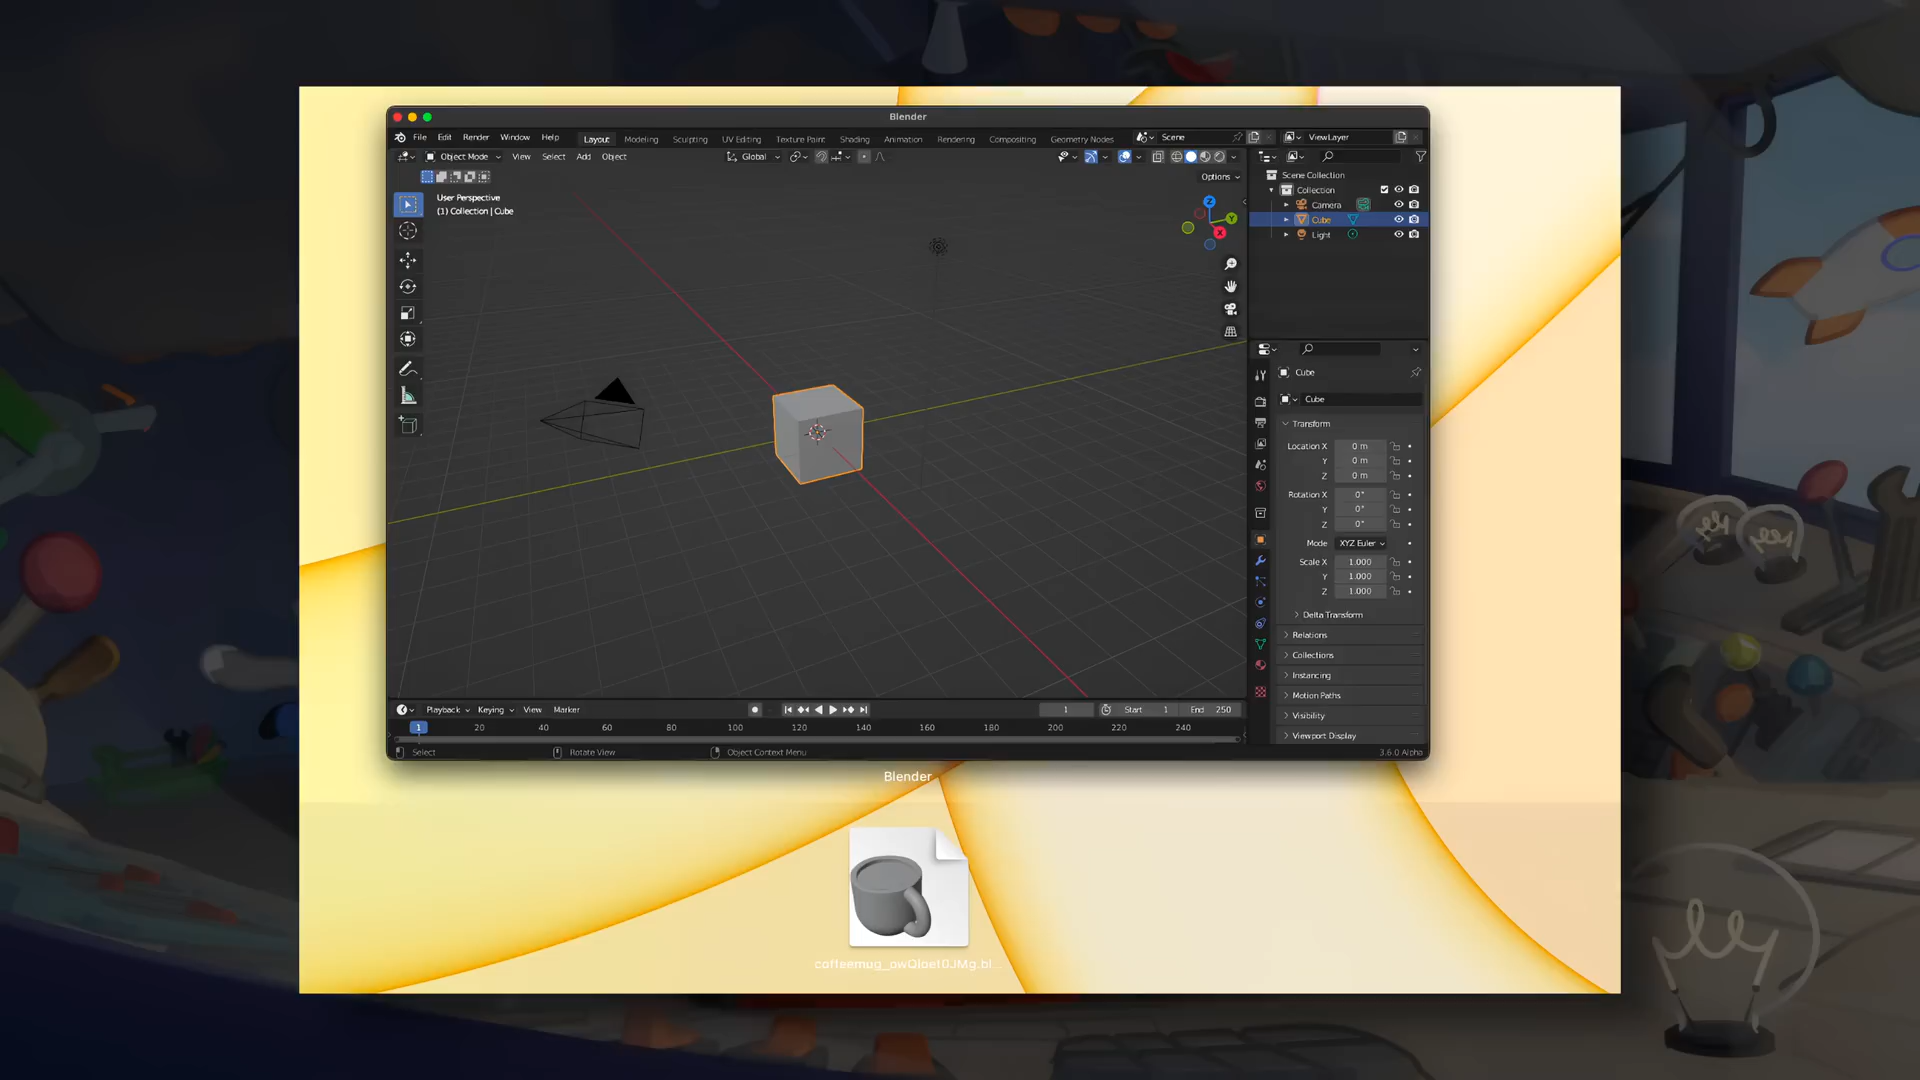 Blender
File Edit Render Window Help Layout Modeling Sculpting UV Editing Texture Paint Shading Animation Rendering Compositing Geometry Nodes Scene ViewLayer
Object Mode View Select Add Object Global
Options
User Perspective
(1) Collection | Cube
Z
Y
X
Scene Collection
Collection
Camera
Cube
Light
Cube
Cube
Transform
Location X 0 m
Y 0 m
Z 0 m
Rotation X 0°
Y 0°
Z 0°
Mode XYZ Euler
Scale X 1.000
Y 1.000
Z 1.000
Delta Transform
Relations
Collections
Instancing
Motion Paths
Visibility
Viewport Display
Playback Keying View Marker 1 Start 1 End 250
1 20 40 60 80 100 120 140 160 180 200 220 240
Select Rotate View Object Context Menu 3.6.0 Alpha
Blender